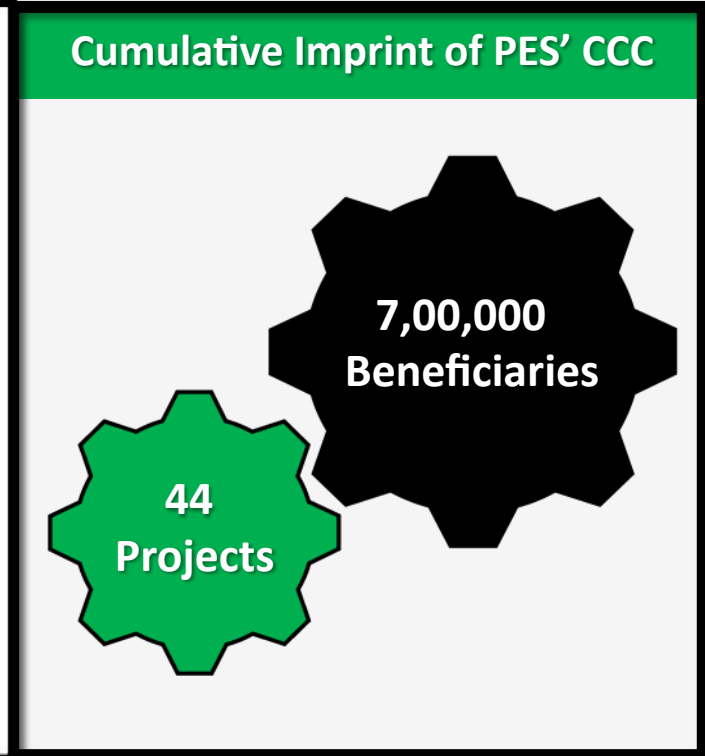 Cumulative Imprint of PES’ CCC
7,00,000
Beneficiaries
44
Projects